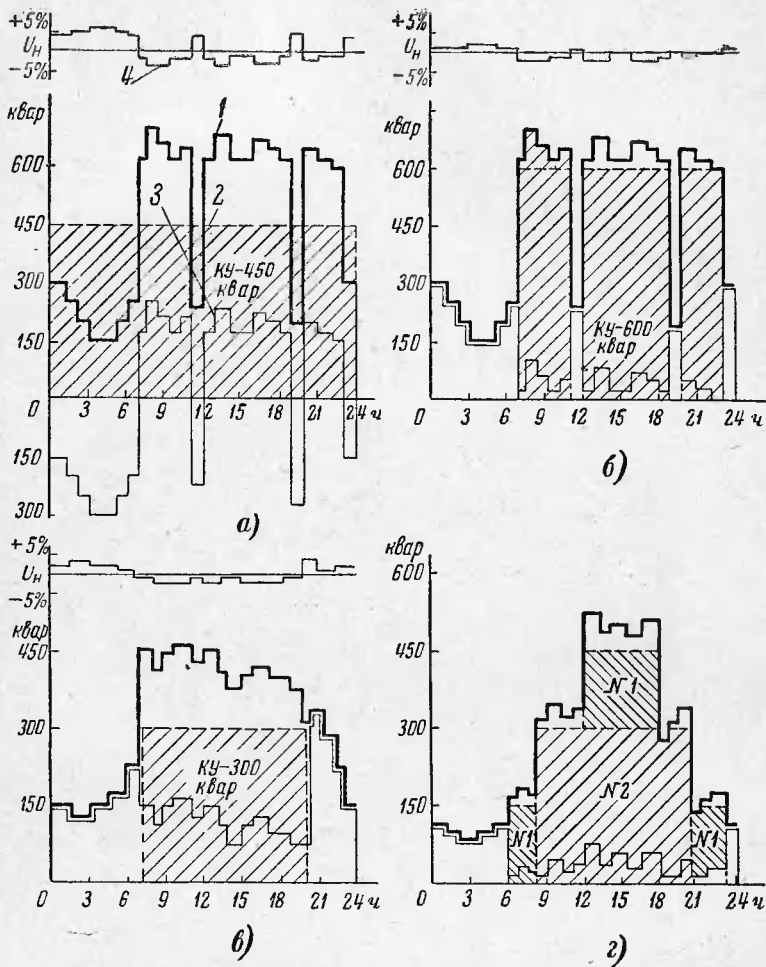 +5%
Uн
−5%
4
квар
600
450
300
150
0
150
300
1
2
3
КУ-450
квар
3 6 9 12 15 18 21 24 ч
а)
+5%
Uн
−5%
квар
600
450
300
150
КУ-600
квар
0 3 6 9 12 15 18 21 24 ч
б)
+5%
Uн
−5%
квар
450
300
150
КУ-300
квар
0 3 6 9 12 15 18 21 24 ч
в)
квар
600
450
300
150
N1
N2
N1
N1
0 3 6 9 12 15 18 21 24 ч
г)